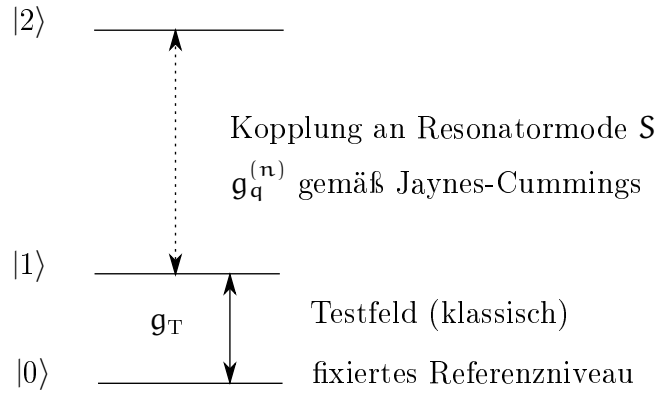 |2⟩
Kopplung an Resonatormode S
g_q^(n) gemäß Jaynes-Cummings
|1⟩
g_T Testfeld (klassisch)
|0⟩ fixiertes Referenzniveau